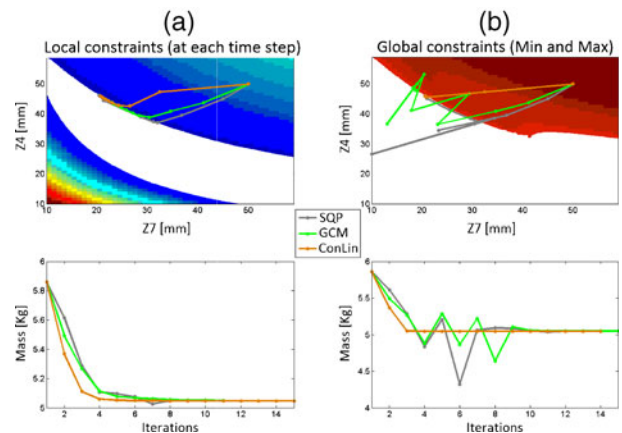 (a)
Local constraints (at each time step)
60
50
40
30
20
10
Z4 [mm]
10 20 30 40 50
Z7 [mm]
(b)
Global constraints (Min and Max)
60
50
40
30
20
10
Z4 [mm]
10 20 30 40 50
Z7 [mm]
SQP
GCM
ConLin
6
5.8
5.6
5.4
5.2
5
Mass [Kg]
2 4 6 8 10 12 14
Iterations
6
5.5
5
4.5
4
Mass [Kg]
2 4 6 8 10 12 14
Iterations